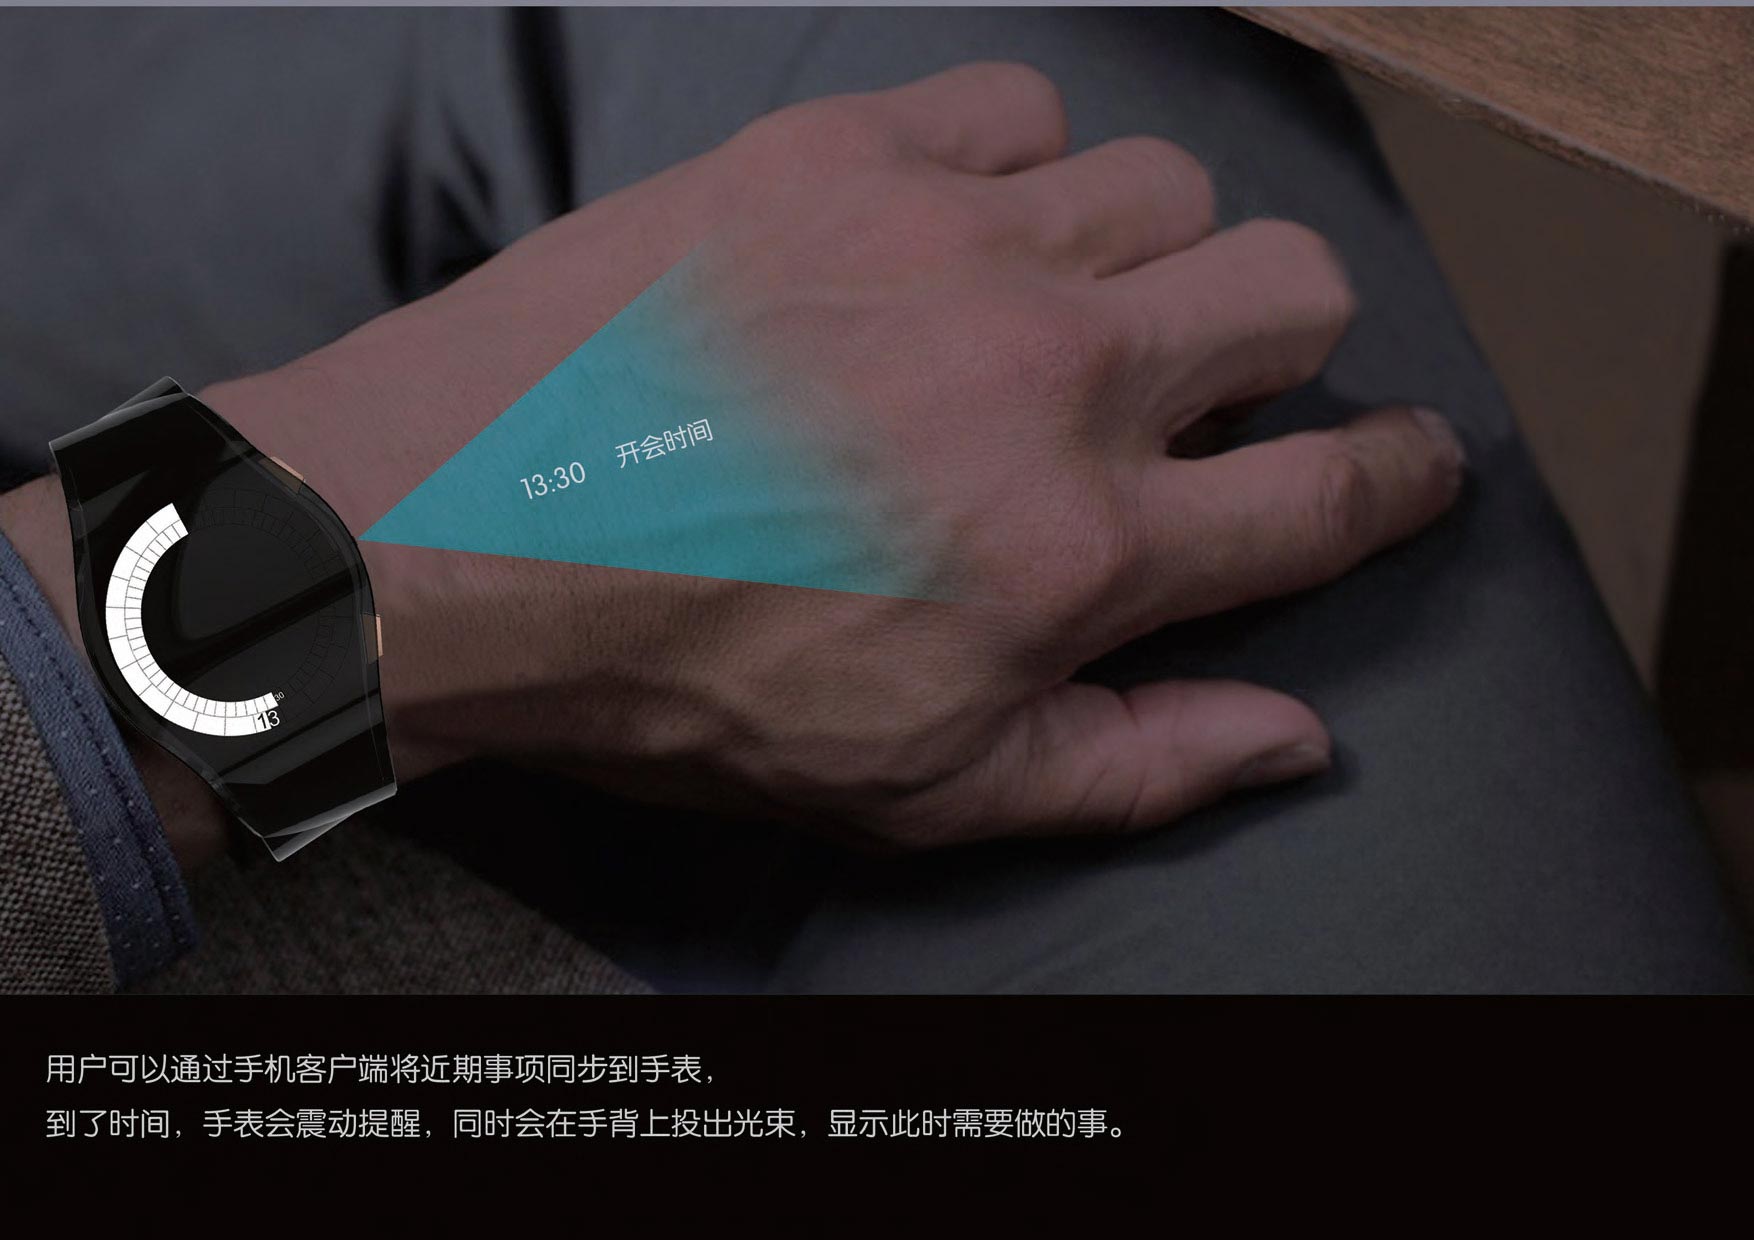 13:30 开会时间
30
13
用户可以通过手机客户端将近期事项同步到手表，
到了时间，手表会震动提醒，同时会在手背上投出光束，显示此时需要做的事。